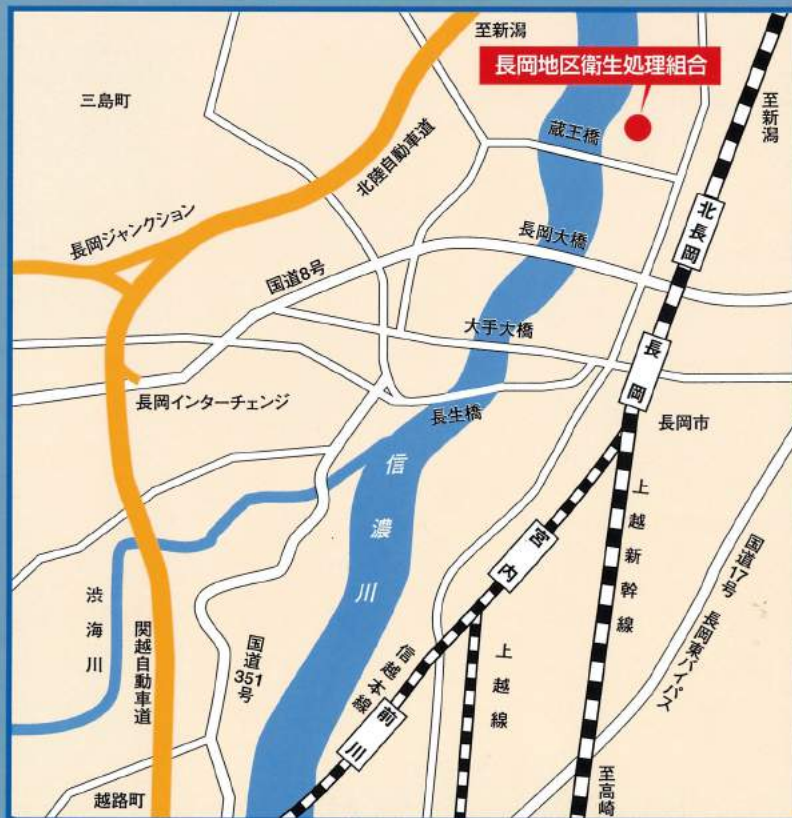 至新潟
長岡地区衛生処理組合
三島町
蔵王橋
至新潟
北陸自動車道
北長岡
長岡ジャンクション
長岡大橋
国道8号
大手大橋
長岡
長岡インターチェンジ
長生橋
長岡市
信濃川
上越新幹線
宮内
国道17号 長岡東バイパス
渋海川
関越自動車道
国道351号
信越本線
上越線
前川
至高崎
越路町